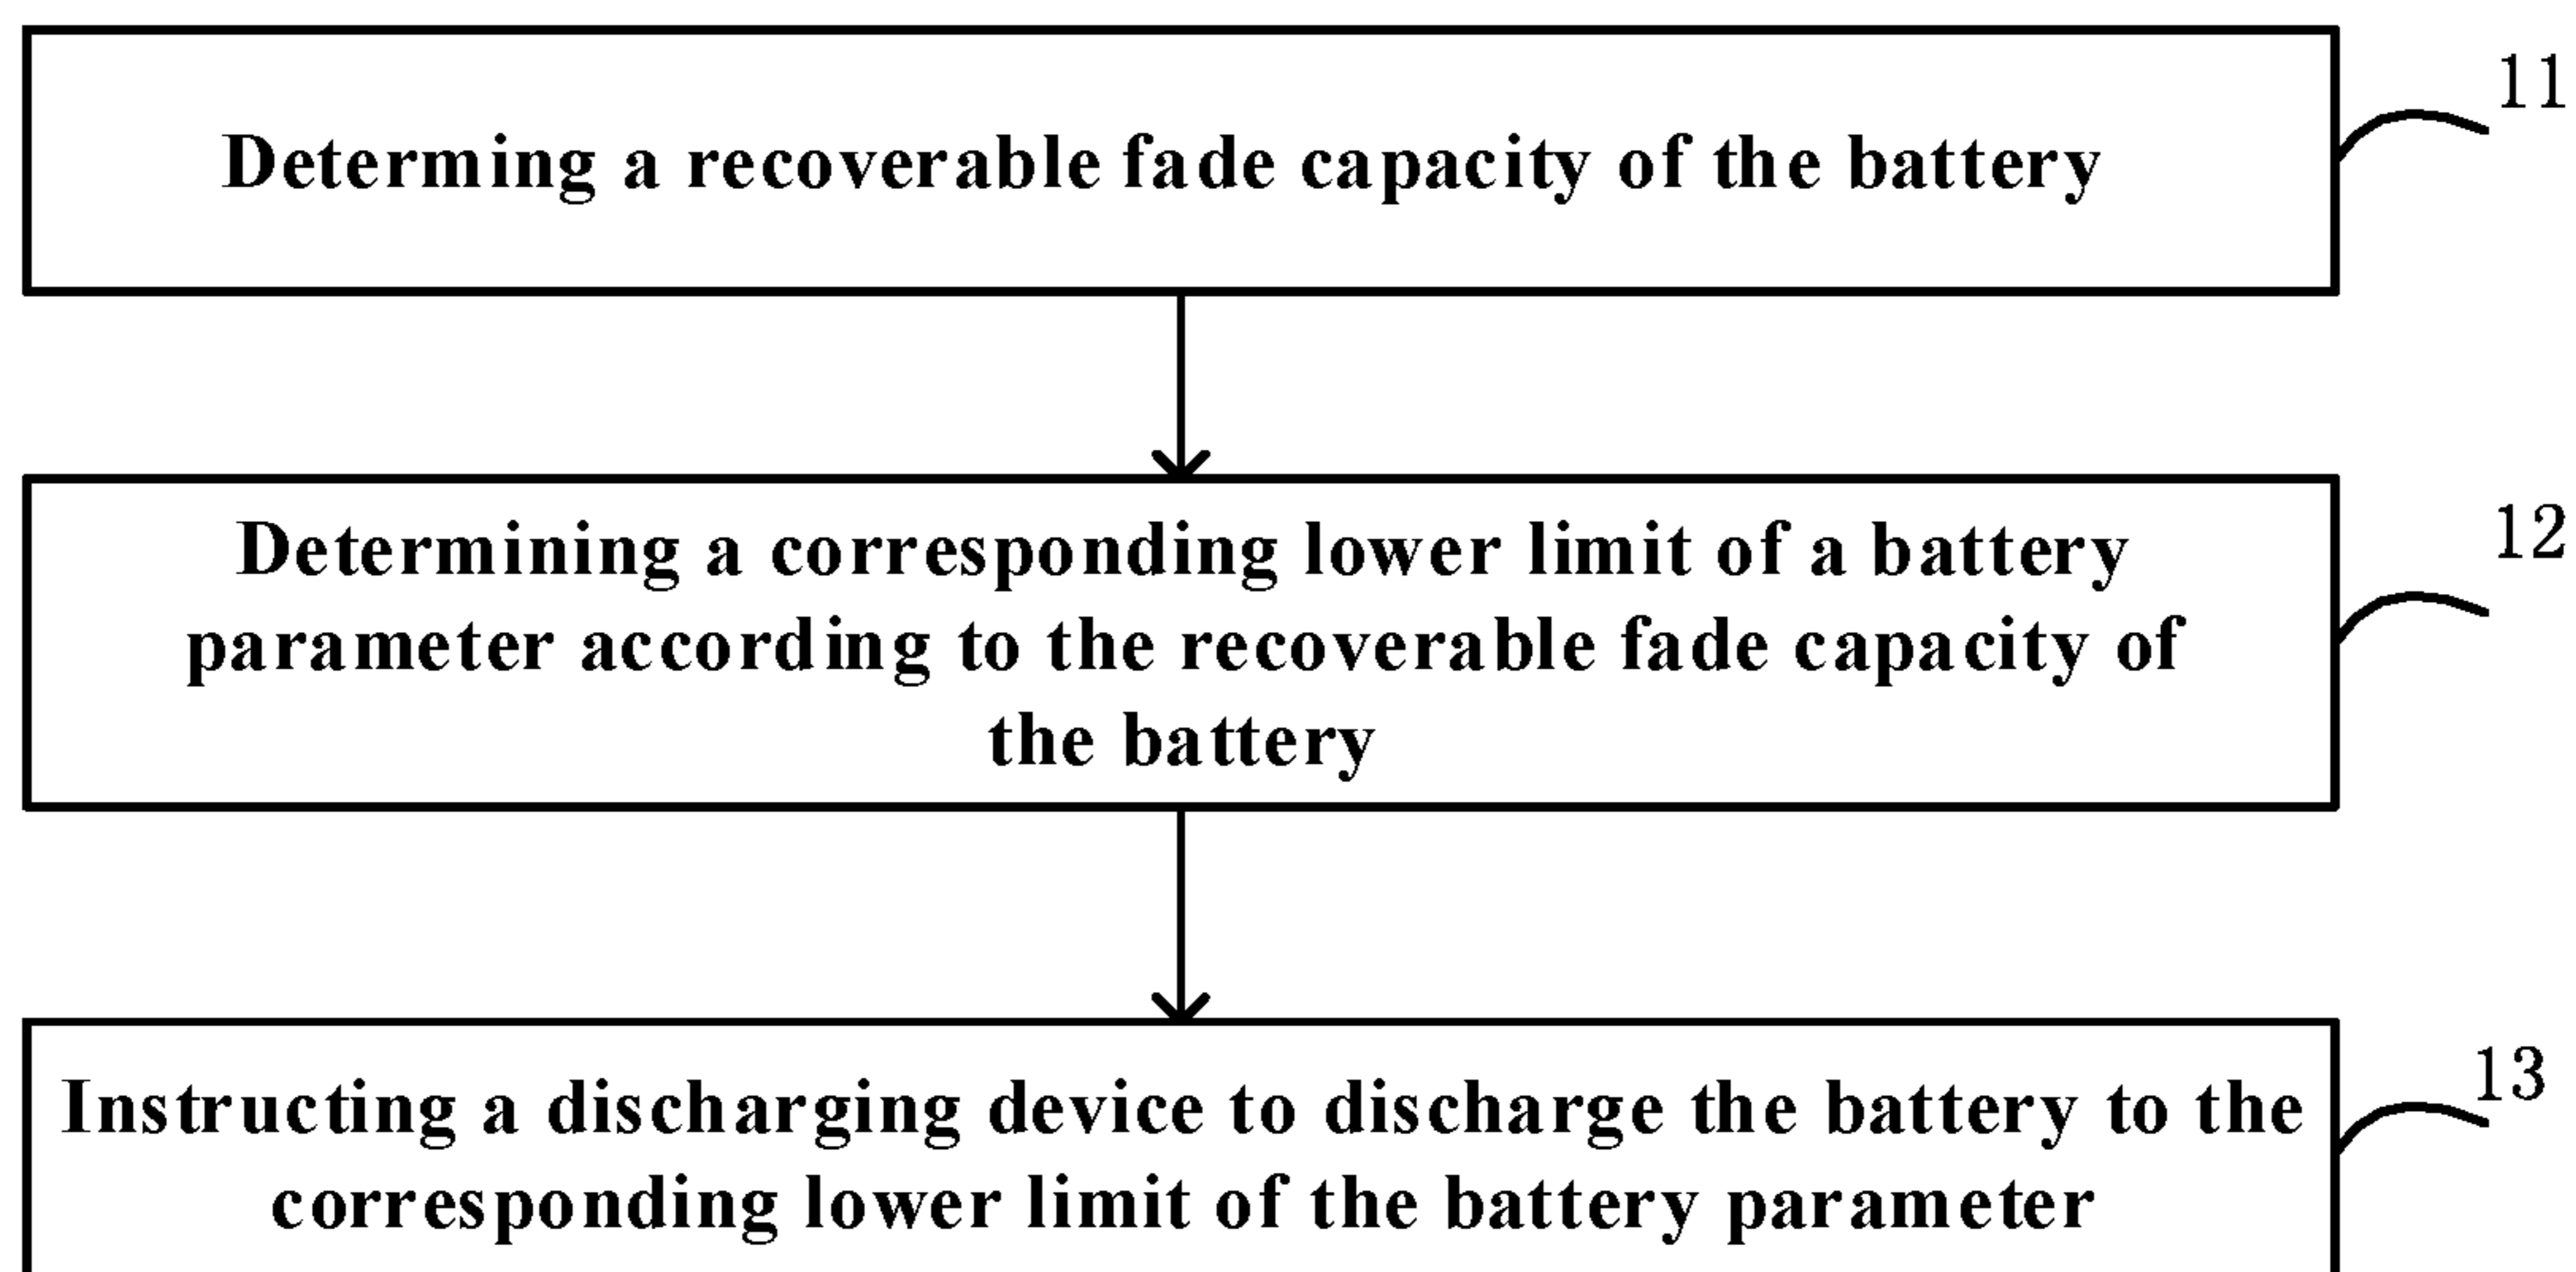 11
Determing a recoverable fade capacity of the battery
12
Determining a corresponding lower limit of a battery
parameter according to the recoverable fade capacity of
the battery
13
Instructing a discharging device to discharge the battery to the
corresponding lower limit of the battery parameter